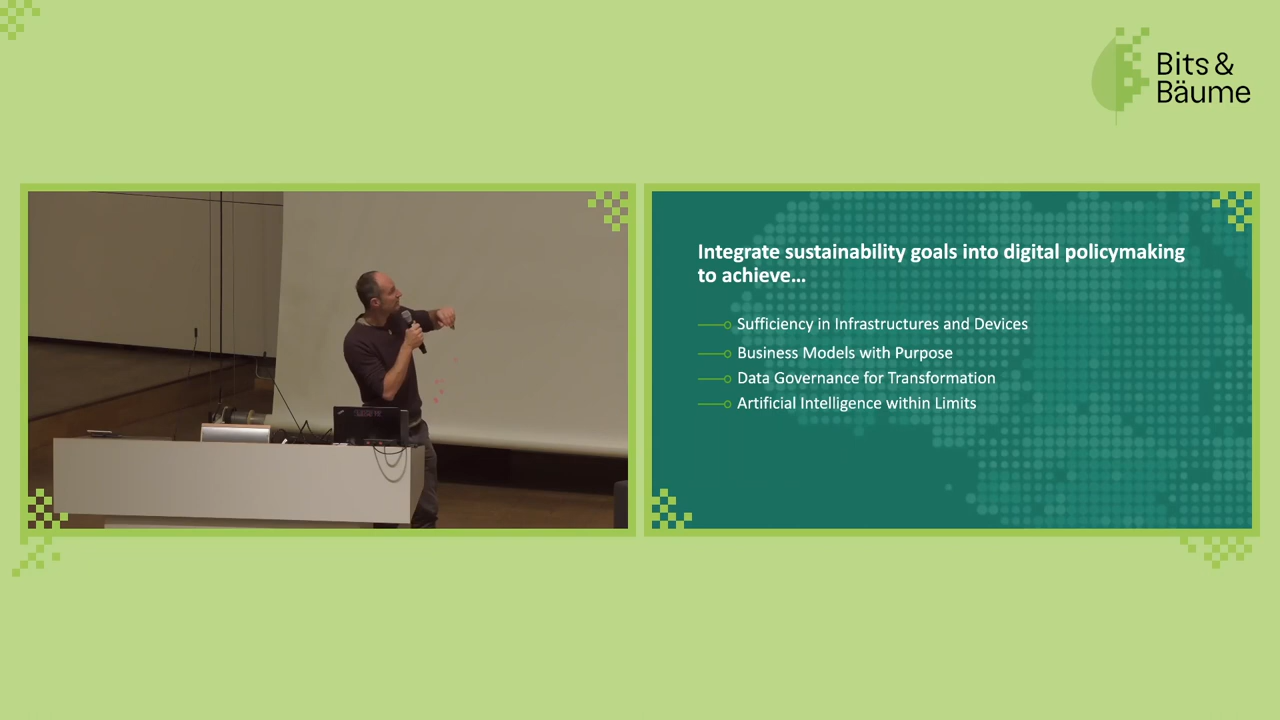 Bits &
Bäume
Integrate sustainability goals into digital policymaking
to achieve...
Sufficiency in Infrastructures and Devices
Business Models with Purpose
Data Governance for Transformation
Artificial Intelligence within Limits